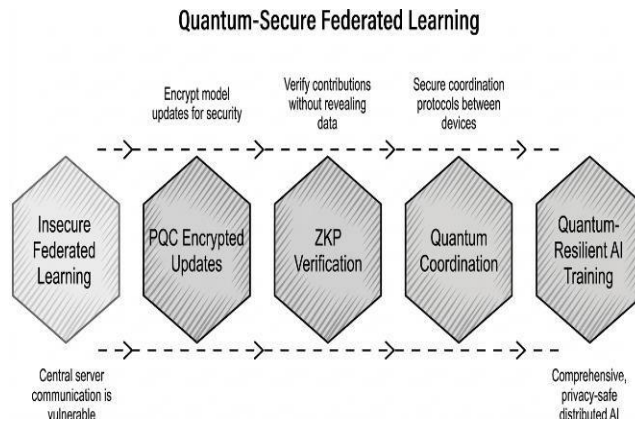 Quantum-Secure Federated Learning
Encrypt model
updates for security
Verify contributions
without revealing
data
Secure coordination
protocols between
devices
Insecure
Federated
Learning
PQC Encrypted
Updates
ZKP
Verification
Quantum
Coordination
Quantum-
Resilient AI
Training
Central server
communication is
vulnerable
Comprehensive,
privacy-safe
distributed AI